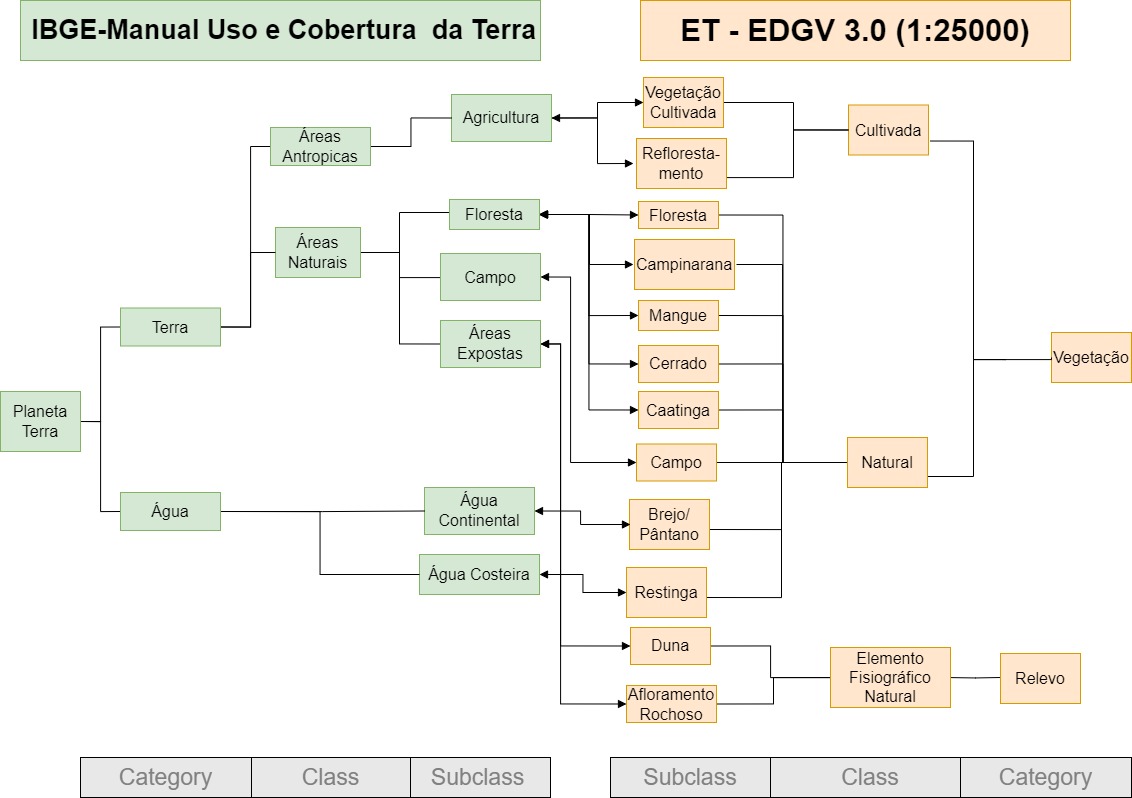 IBGE-Manual Uso e Cobertura da Terra
ET - EDGV 3.0 (1:25000)
Agricultura
Vegetação
Cultivada
Cultivada
Áreas
Antropicas
Refloresta-
mento
Floresta
Floresta
Áreas
Naturais
Campo
Campinarana
Mangue
Terra
Áreas
Expostas
Cerrado
Vegetação
Planeta
Terra
Caatinga
Campo
Natural
Água
Água
Continental
Brejo/
Pântano
Água Costeira
Restinga
Duna
Elemento
Fisiográfico
Natural
Relevo
Afloramento
Rochoso
Category
Class
Subclass
Subclass
Class
Category